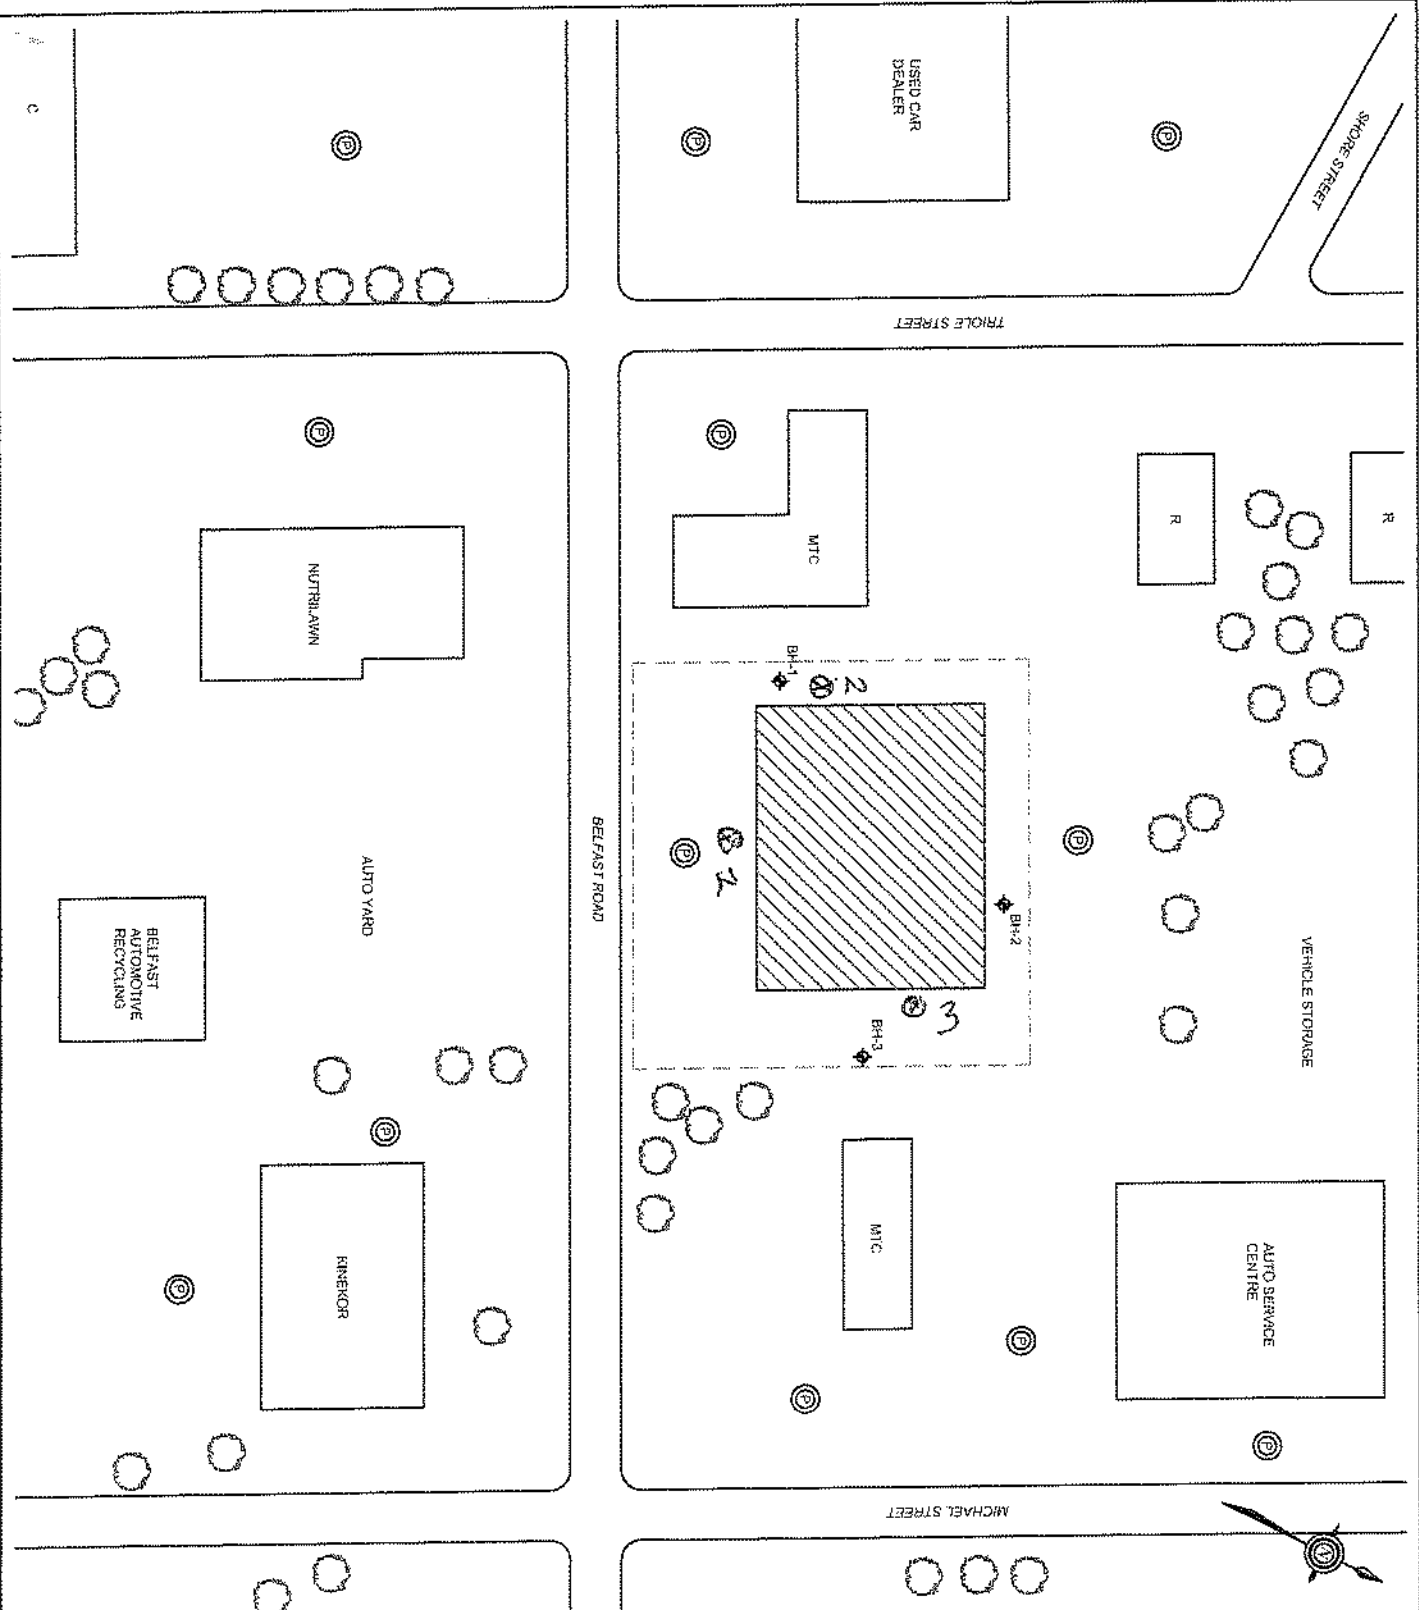 C
P
P
USED CAR
DEALER
P
SHORE STREET
TRIOLE STREET
P
P
MTC
R
R
NUTRILAWN
BH-1
2
BELFAST ROAD
AUTO YARD
P
P
BH-2
VEHICLE STORAGE
BELFAST
AUTOMOTIVE
RECYCLING
3
BH-3
P
P
KINEKOR
MTC
P
P
AUTO SERVICE
CENTRE
P
MICHAEL STREET